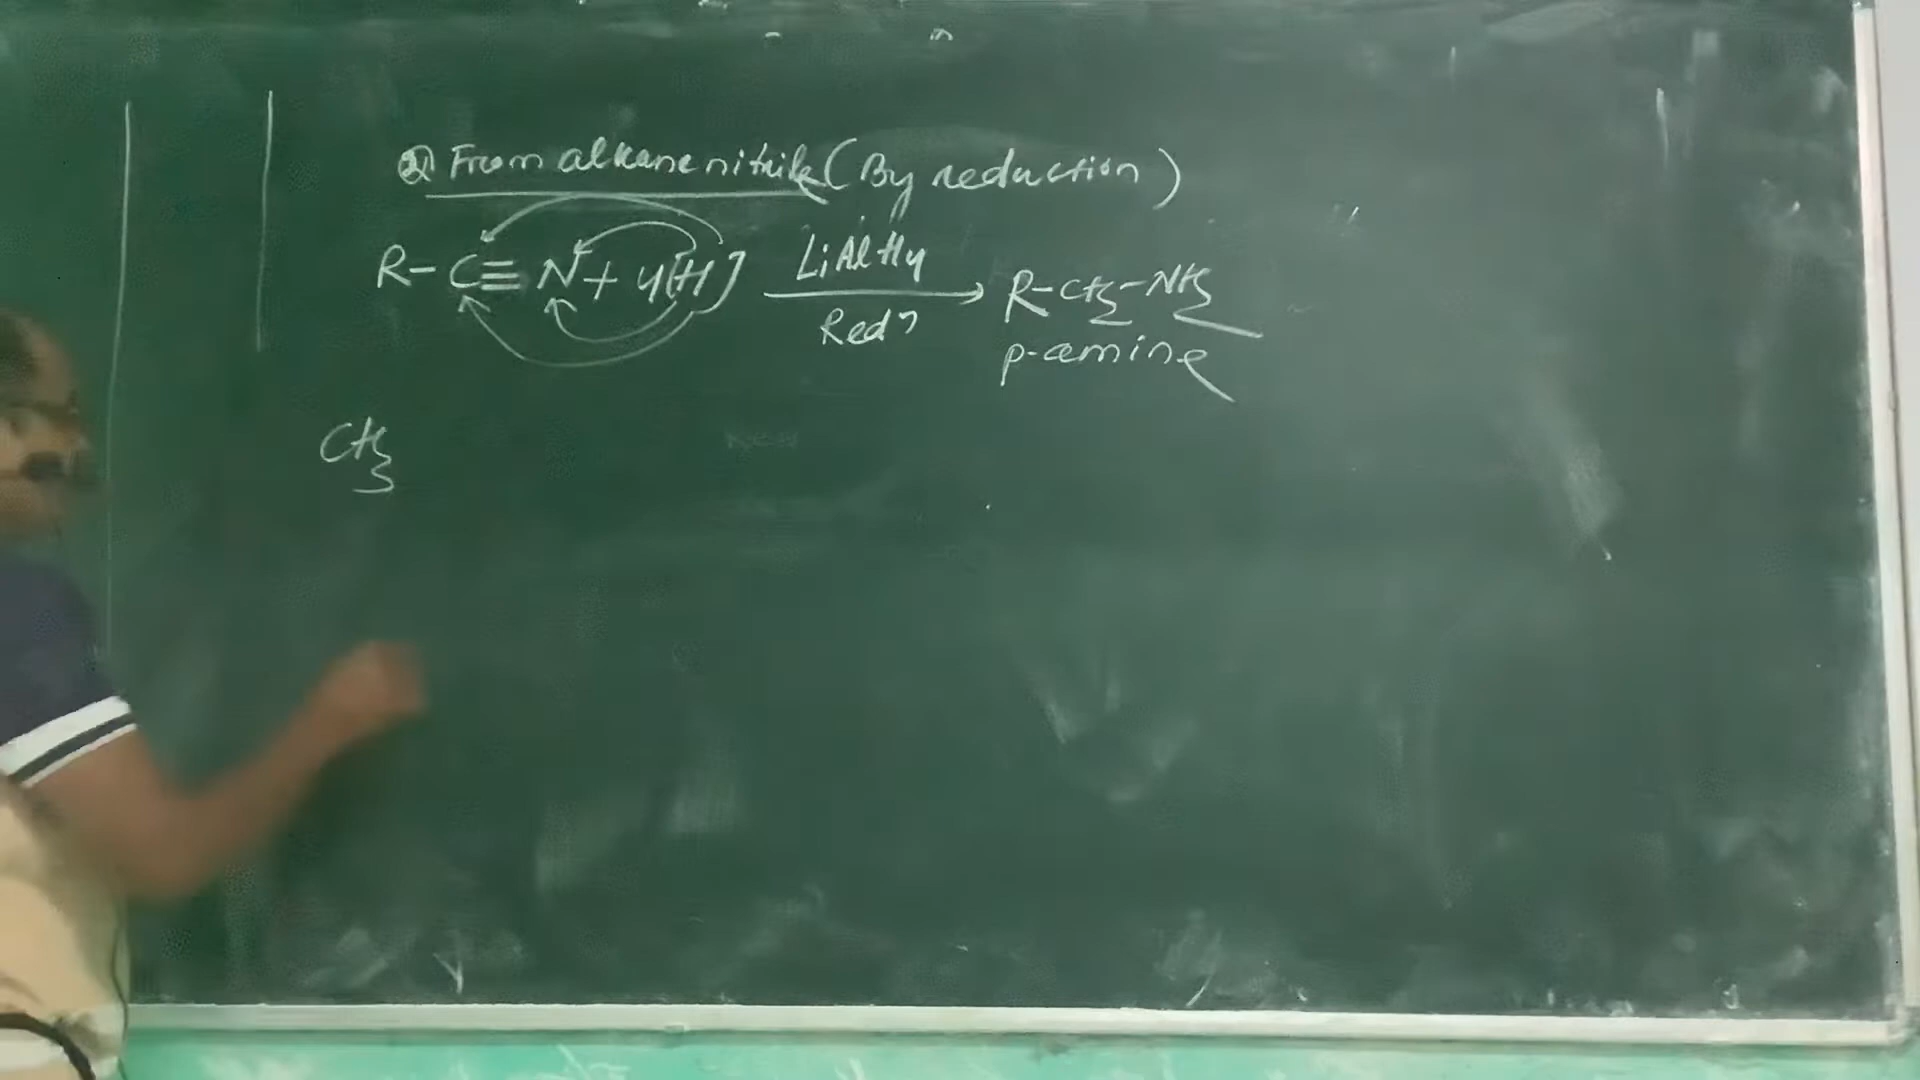 ② From alkane nitrile (By reduction)
R-C≡N + 4[H] LiAlH4 Redn R-CH2-NH2
p-amine
CH3